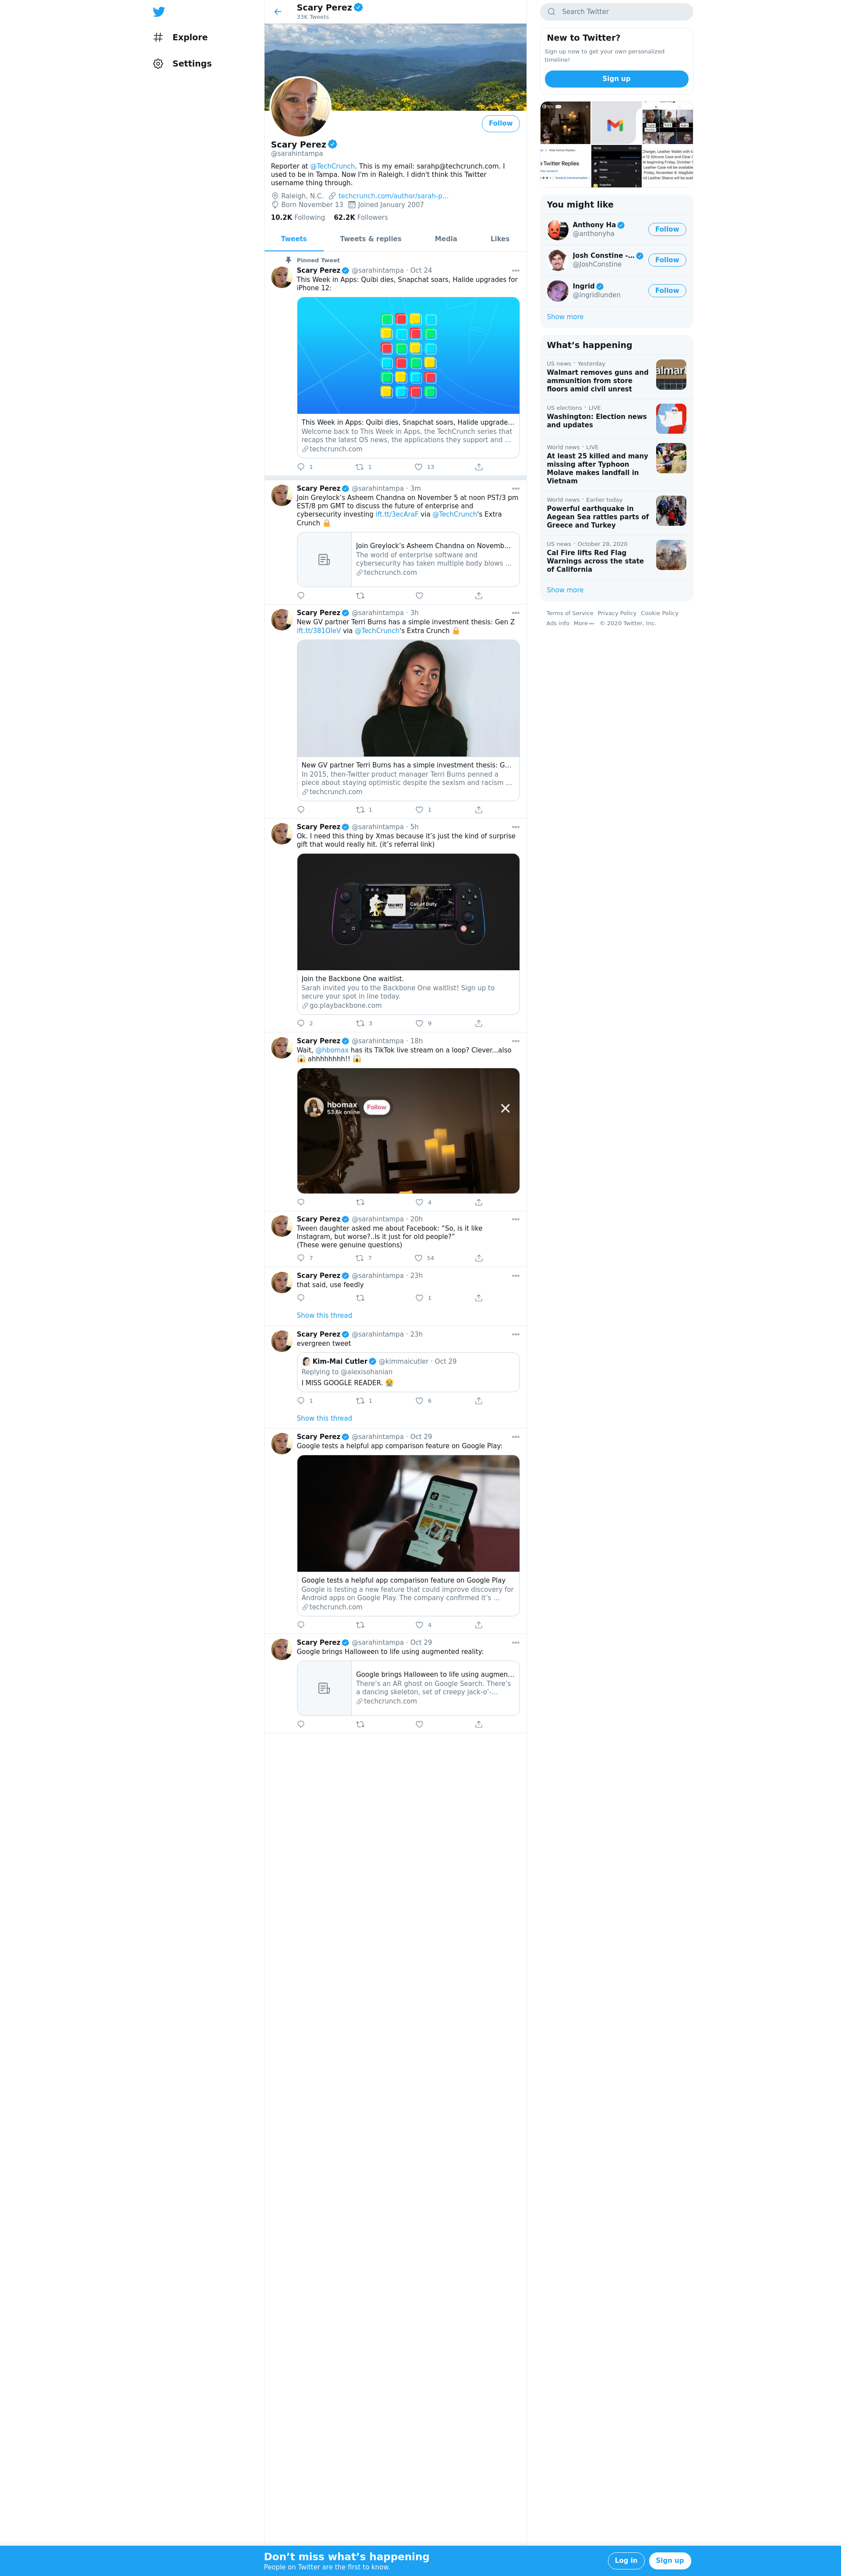 Explore
Settings
Scary Perez
33K Tweets
Follow
Scary Perez
@sarahintampa
Reporter at @TechCrunch. This is my email: sarahp@techcrunch.com. I
used to be in Tampa. Now I'm in Raleigh. I didn't think this Twitter
username thing through.
Raleigh, N.C. techcrunch.com/author/sarah-p…
Born November 13 Joined January 2007
10.2K Following 62.2K Followers
Tweets Tweets & replies Media Likes
Pinned Tweet
Scary Perez @sarahintampa · Oct 24
This Week in Apps: Quibi dies, Snapchat soars, Halide upgrades for
iPhone 12:
This Week in Apps: Quibi dies, Snapchat soars, Halide upgrade…
Welcome back to This Week in Apps, the TechCrunch series that
recaps the latest OS news, the applications they support and …
techcrunch.com
1 1 13
Scary Perez @sarahintampa · 3m
Join Greylock’s Asheem Chandna on November 5 at noon PST/3 pm
EST/8 pm GMT to discuss the future of enterprise and
cybersecurity investing ift.tt/3ecAraF via @TechCrunch's Extra
Crunch 🔒
Join Greylock’s Asheem Chandna on Novemb…
The world of enterprise software and
cybersecurity has taken multiple body blows …
techcrunch.com
Scary Perez @sarahintampa · 3h
New GV partner Terri Burns has a simple investment thesis: Gen Z
ift.tt/381OleV via @TechCrunch's Extra Crunch 🔒
New GV partner Terri Burns has a simple investment thesis: G…
In 2015, then-Twitter product manager Terri Burns penned a
piece about staying optimistic despite the sexism and racism …
techcrunch.com
1 1
Scary Perez @sarahintampa · 5h
Ok. I need this thing by Xmas because it’s just the kind of surprise
gift that would really hit. (it’s referral link)
Call of Duty
Join the Backbone One waitlist.
Sarah invited you to the Backbone One waitlist! Sign up to
secure your spot in line today.
go.playbackbone.com
2 3 9
Scary Perez @sarahintampa · 18h
Wait, @hbomax has its TikTok live stream on a loop? Clever...also
😱 ahhhhhhhh!! 😱
hbomax
53.6k online
Follow
4
Scary Perez @sarahintampa · 20h
Tween daughter asked me about Facebook: “So, is it like
Instagram, but worse?..Is it just for old people?”
(These were genuine questions)
7 7 54
Scary Perez @sarahintampa · 23h
that said, use feedly
1
Show this thread
Scary Perez @sarahintampa · 23h
evergreen tweet
Kim-Mai Cutler @kimmaicutler · Oct 29
Replying to @alexisohanian
I MISS GOOGLE READER. 😭
1 1 6
Show this thread
Scary Perez @sarahintampa · Oct 29
Google tests a helpful app comparison feature on Google Play:
Google tests a helpful app comparison feature on Google Play
Google is testing a new feature that could improve discovery for
Android apps on Google Play. The company confirmed it’s …
techcrunch.com
4
Scary Perez @sarahintampa · Oct 29
Google brings Halloween to life using augmented reality:
Google brings Halloween to life using augmen…
There’s an AR ghost on Google Search. There’s
a dancing skeleton, set of creepy jack-o’-…
techcrunch.com
Search Twitter
New to Twitter?
Sign up now to get your own personalized
timeline!
Sign up
Twitter Replies
You might like
Anthony Ha
@anthonyha
Follow
Josh Constine -…
@JoshConstine
Follow
Ingrid
@ingridlunden
Follow
Show more
What’s happening
US news · Yesterday
Walmart removes guns and
ammunition from store
floors amid civil unrest
US elections · LIVE
Washington: Election news
and updates
World news · LIVE
At least 25 killed and many
missing after Typhoon
Molave makes landfall in
Vietnam
World news · Earlier today
Powerful earthquake in
Aegean Sea rattles parts of
Greece and Turkey
US news · October 28, 2020
Cal Fire lifts Red Flag
Warnings across the state
of California
Show more
Terms of Service Privacy Policy Cookie Policy
Ads info More © 2020 Twitter, Inc.
Don’t miss what’s happening
People on Twitter are the first to know.
Log in Sign up